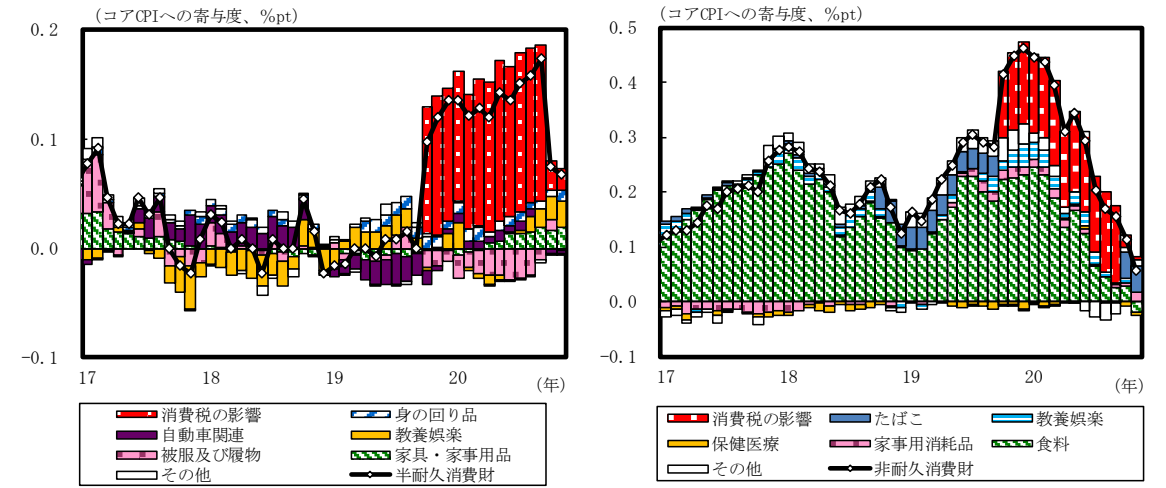 (コアCPIへの寄与度、%pt)
0.2
0.1
0.0
-0.1
17 18 19 20
(年)
消費税の影響 身の回り品
自動車関連 教養娯楽
被服及び履物 家具・家事用品
その他 半耐久消費財
(コアCPIへの寄与度、%pt)
0.5
0.4
0.3
0.2
0.1
0.0
-0.1
17 18 19 20
(年)
消費税の影響 たばこ 教養娯楽
保健医療 家事用消耗品 食料
その他 非耐久消費財